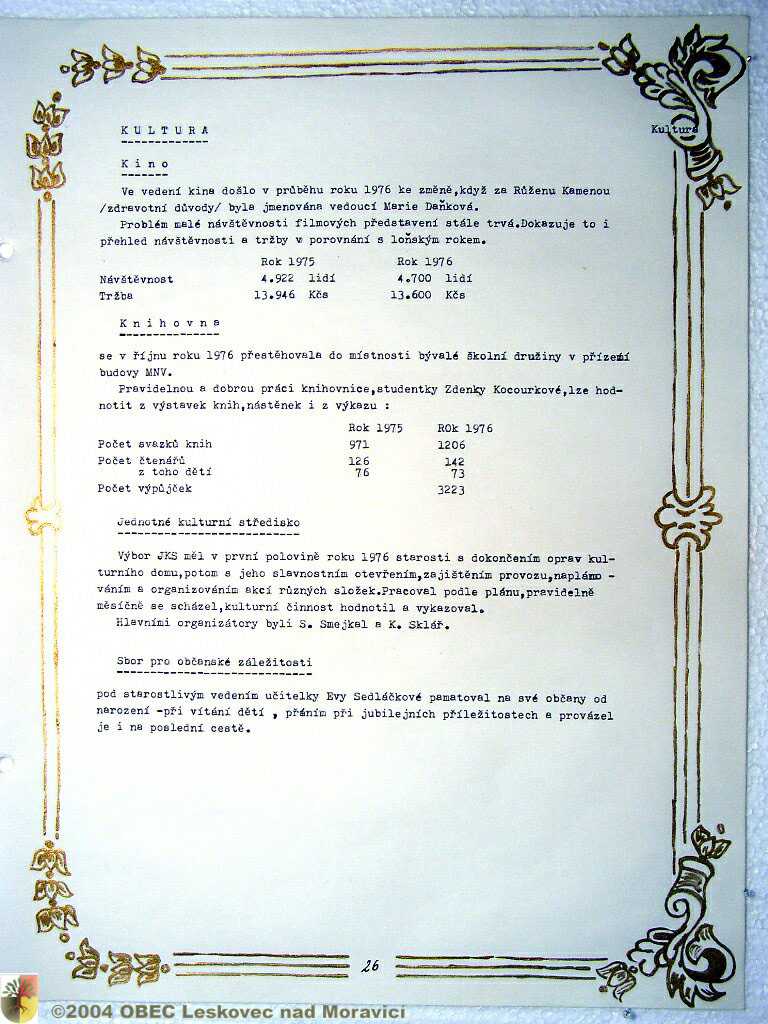 K U L T U R A
Kultura
K i n o
Ve vedení kina došlo v průběhu roku 1976 ke změně,když za Růženu Kamenou
/zdravotní důvody/ byla jmenována vedoucí Marie Daňková.
Problém malé návštěvnosti filmových představení stále trvá.Dokazuje to i
přehled návštěvnosti a tržby v porovnání s loňským rokem.
Rok 1975 Rok 1976
Návštěvnost 4.922 lidí 4.700 lidí
Tržba 13.946 Kčs 13.600 Kčs
K n i h o v n a
se v říjnu roku 1976 přestěhovala do místnosti bývalé školní družiny v přízemí
budovy MNV.
Pravidelnou a dobrou práci knihovnice,studentky Zdenky Kocourkové,lze hod-
notit z výstavek knih,nástěnek i z výkazu :
Rok 1975 ROk 1976
Počet svazků knih 971 1206
Počet čtenářů 126 142
z toho dětí 76 73
Počet výpůjček 3223
Jednotné kulturní středisko
Výbor JKS měl v první polovině roku 1976 starosti s dokončením oprav kul-
turního domu,potom s jeho slavnostním otevřením,zajištěním provozu,napláno -
váním a organizováním akcí různých složek.Pracoval podle plánu,pravidelně
měsíčně se scházel,kulturní činnost hodnotil a vykazoval.
Hlavními organizátory byli S. Smejkal a K. Sklář.
Sbor pro občanské záležitosti
pod starostlivým vedením učitelky Evy Sedláčkové pamatoval na své občany od
narození -při vítání dětí , přáním při jubilejních příležitostech a provázel
je i na poslední cestě.
26
©2004 OBEC Leskovec nad Moravicí